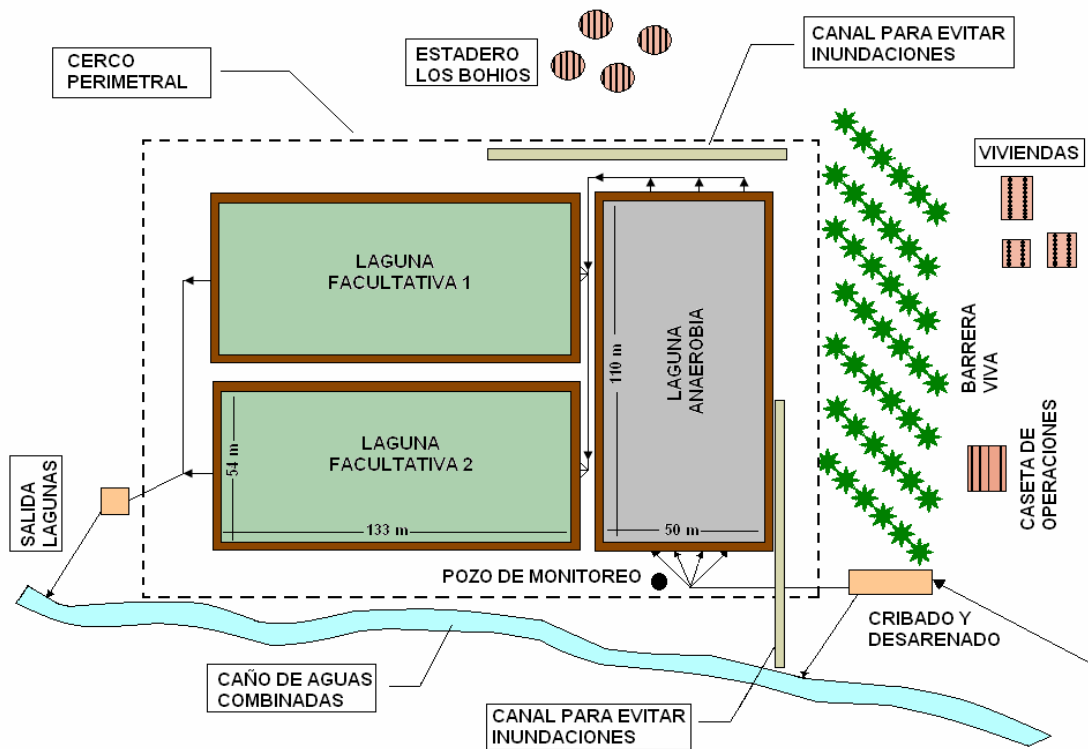 CERCO
PERIMETRAL
ESTADERO
LOS BOHIOS
CANAL PARA EVITAR
INUNDACIONES
VIVIENDAS
LAGUNA
FACULTATIVA 1
LAGUNA
ANAEROBIA
110 m
50 m
BARRERA
VIVA
LAGUNA
FACULTATIVA 2
54 m
133 m
CASETA DE
OPERACIONES
SALIDA
LAGUNAS
POZO DE MONITOREO
CRIBADO Y
DESARENADO
CAÑO DE AGUAS
COMBINADAS
CANAL PARA EVITAR
INUNDACIONES